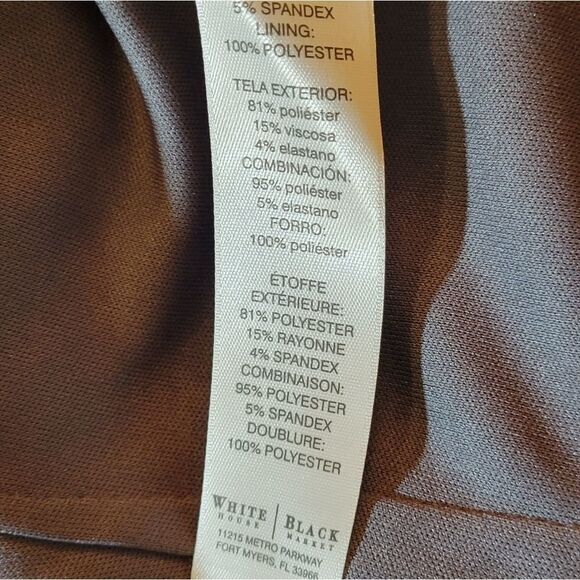 5% SPANDEX
LINING:
100% POLYESTER
TELA EXTERIOR:
81% poliéster
15% viscosa
4% elastano
COMBINACIÓN:
95% poliéster
5% elastano
FORRO:
100% poliéster
ÉTOFFE
EXTÉRIEURE:
81% POLYESTER
15% RAYONNE
4% SPANDEX
COMBINAISON:
95% POLYESTER
5% SPANDEX
DOUBLURE:
100% POLYESTER
WHITE | BLACK
HOUSE | MARKET
11215 METRO PARKWAY
FORT MYERS, FL 33966